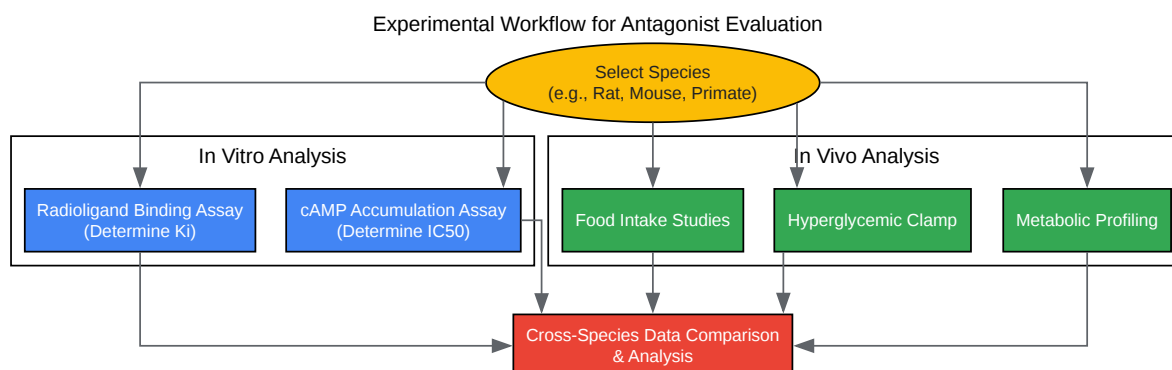 Experimental Workflow for Antagonist Evaluation
Select Species
(e.g., Rat, Mouse, Primate)
In Vitro Analysis
In Vivo Analysis
Radioligand Binding Assay
(Determine Ki)
cAMP Accumulation Assay
(Determine IC50)
Food Intake Studies
Hyperglycemic Clamp
Metabolic Profiling
Cross-Species Data Comparison
& Analysis